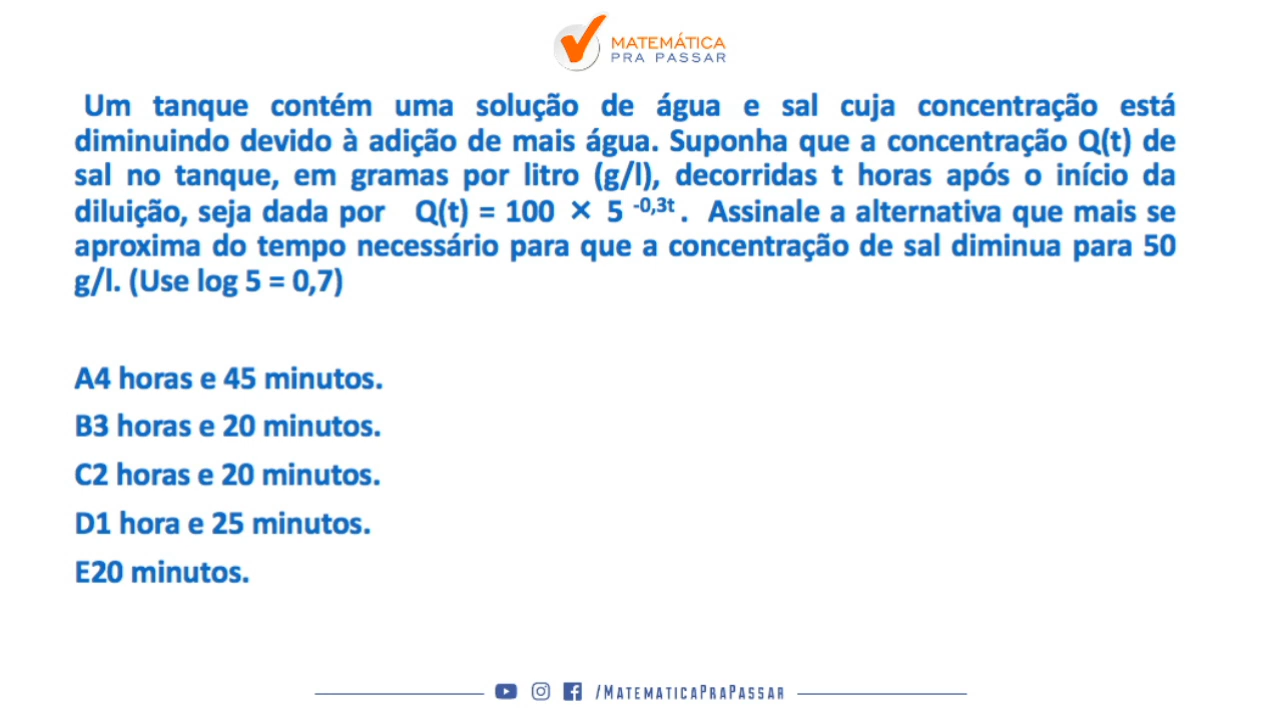 MATEMÁTICA
PRA PASSAR
Um tanque contém uma solução de água e sal cuja concentração está
diminuindo devido à adição de mais água. Suponha que a concentração Q(t) de
sal no tanque, em gramas por litro (g/l), decorridas t horas após o início da
diluição, seja dada por Q(t) = 100 × 5 ⁻⁰,³ᵗ . Assinale a alternativa que mais se
aproxima do tempo necessário para que a concentração de sal diminua para 50
g/l. (Use log 5 = 0,7)
A4 horas e 45 minutos.
B3 horas e 20 minutos.
C2 horas e 20 minutos.
D1 hora e 25 minutos.
E20 minutos.
/MATEMATICAPRAPASSAR